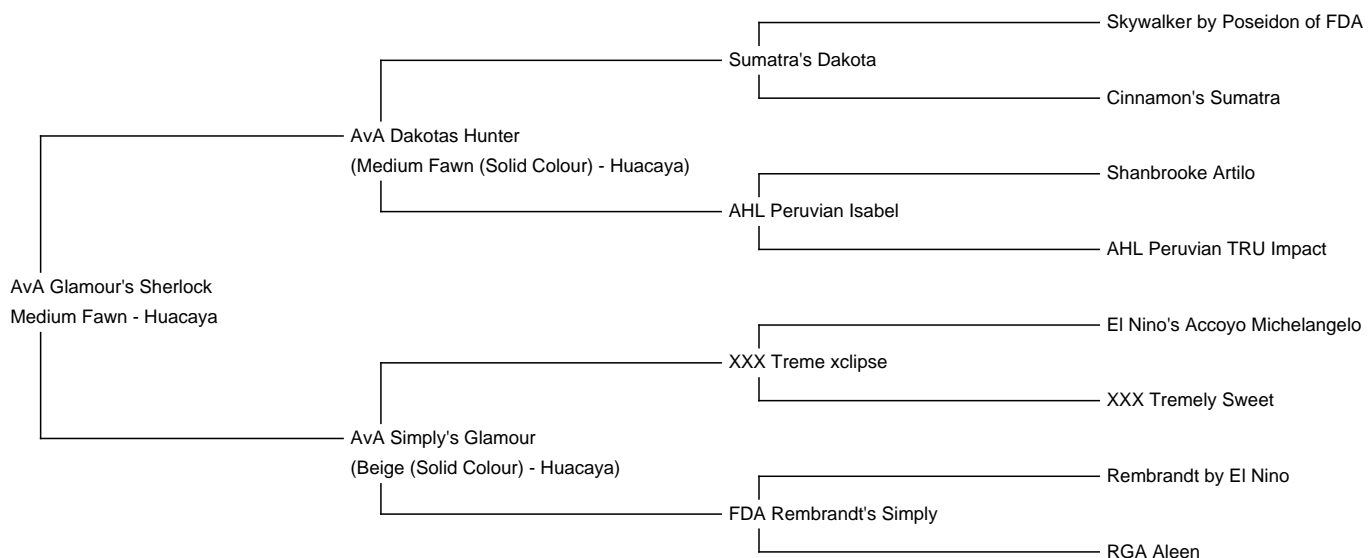 Skywalker by Poseidon of FDA
Sumatra's Dakota
Cinnamon's Sumatra
AvA Dakotas Hunter
(Medium Fawn (Solid Colour) - Huacaya)
Shanbrooke Artilo
AHL Peruvian Isabel
AHL Peruvian TRU Impact
AvA Glamour's Sherlock
Medium Fawn - Huacaya
El Nino's Accoyo Michelangelo
XXX Treme xclipse
XXX Tremely Sweet
AvA Simply's Glamour
(Beige (Solid Colour) - Huacaya)
Rembrandt by El Nino
FDA Rembrandt's Simply
RGA Aleen